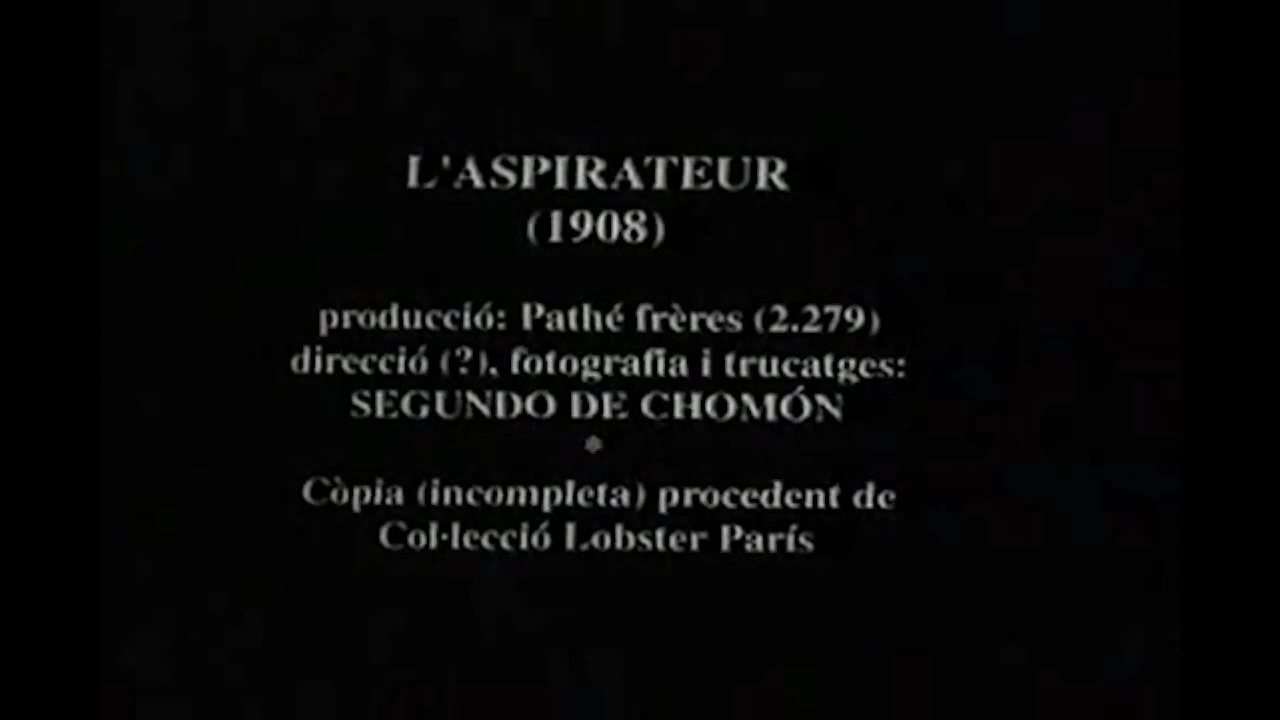 L'ASPIRATEUR
(1908)
producció: Pathé frères (2.279)
direcció (?), fotografia i trucatges:
SEGUNDO DE CHOMÓN
*
Còpia (incompleta) procedent de
Col·lecció Lobster París